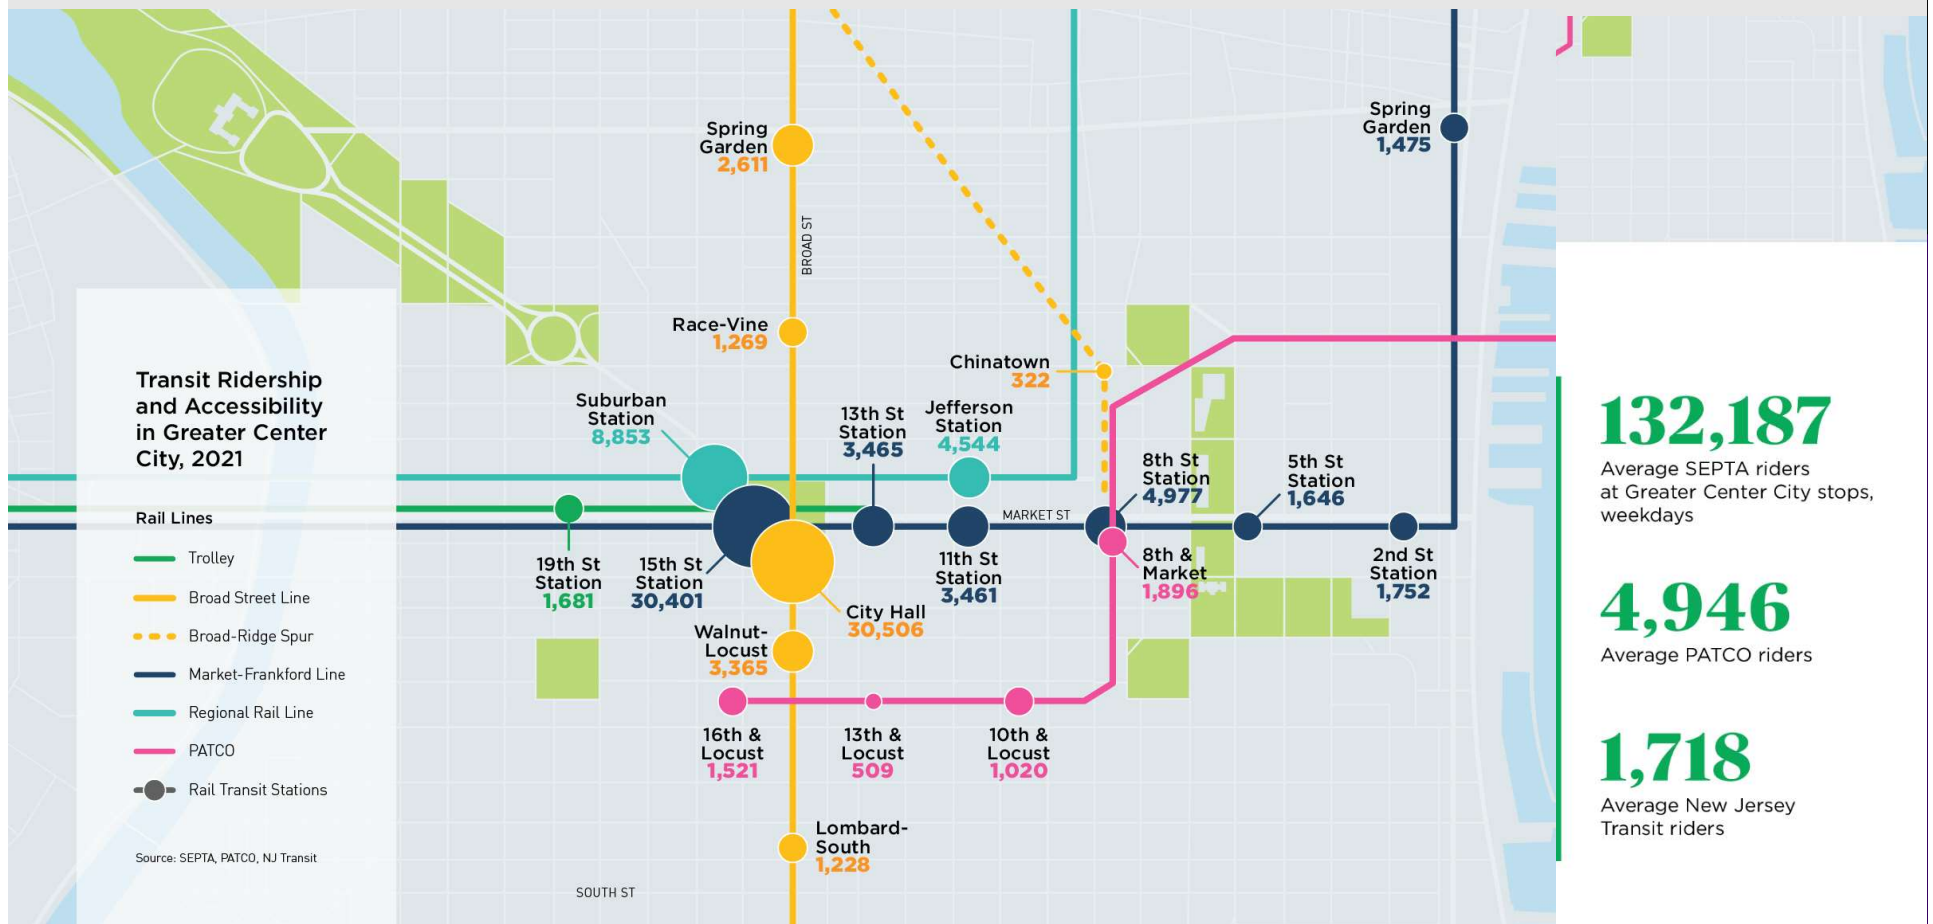 Spring
Garden
2,611
Spring
Garden
1,475
BROAD ST
Race-Vine
1,269
Chinatown
322
Suburban
Station
8,853
13th St
Station
3,465
Jefferson
Station
4,544
8th St
Station
4,977
5th St
Station
1,646
MARKET ST
19th St
Station
1,681
15th St
Station
30,401
11th St
Station
3,461
8th &
Market
1,896
2nd St
Station
1,752
City Hall
30,506
Walnut-
Locust
3,365
16th &
Locust
1,521
13th &
Locust
509
10th &
Locust
1,020
Lombard-
South
1,228
SOUTH ST
Transit Ridership
and Accessibility
in Greater Center
City, 2021
Rail Lines
Trolley
Broad Street Line
Broad-Ridge Spur
Market-Frankford Line
Regional Rail Line
PATCO
Rail Transit Stations
Source: SEPTA, PATCO, NJ Transit
132,187
Average SEPTA riders
at Greater Center City stops,
weekdays
4,946
Average PATCO riders
1,718
Average New Jersey
Transit riders